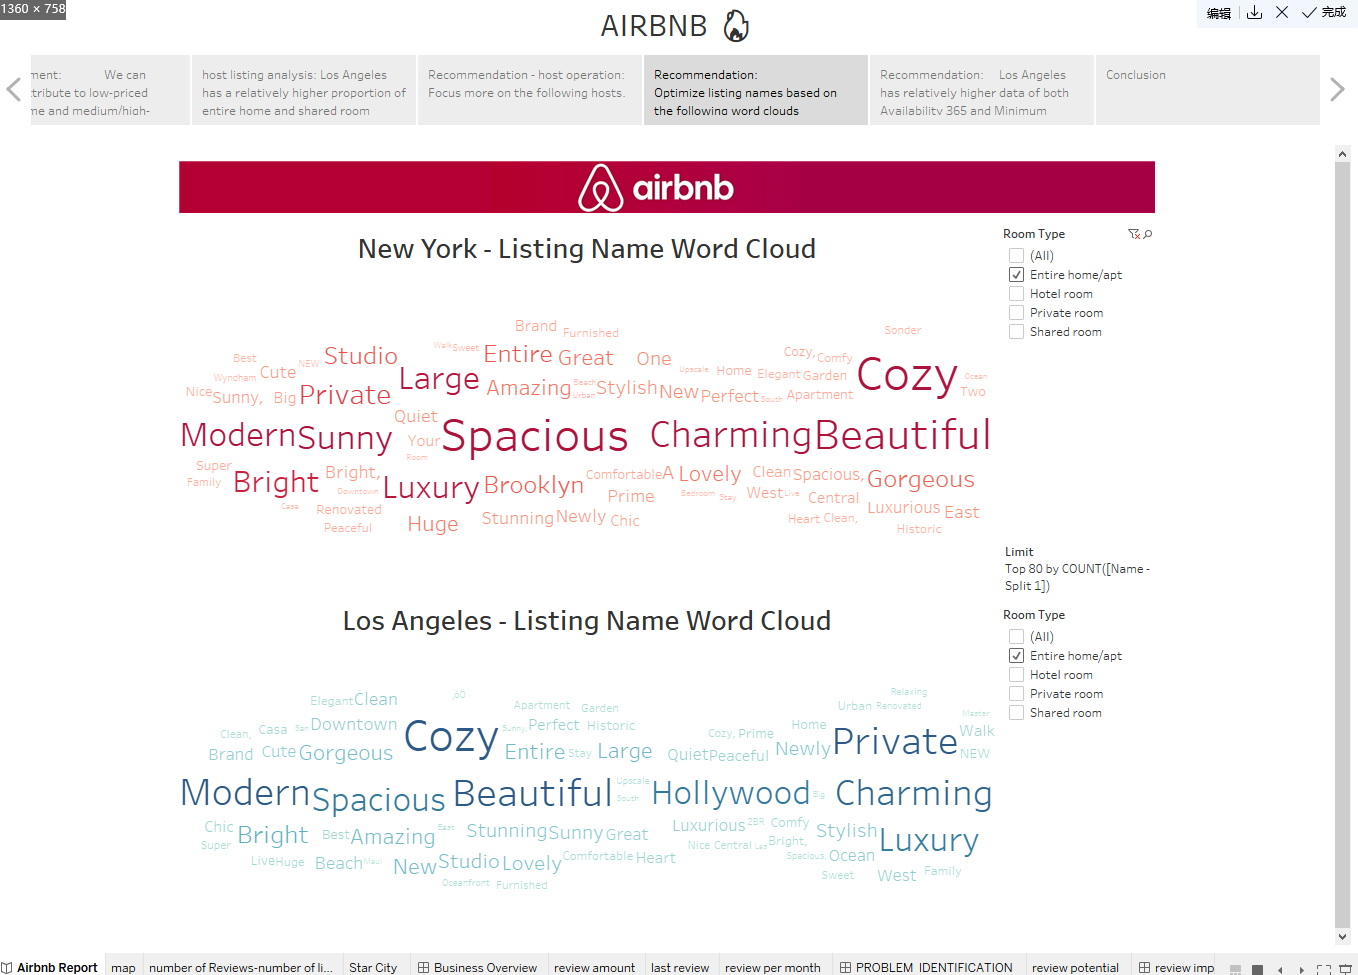 1360 × 758
编辑
完成
AIRBNB
ment: We can
tribute to low-priced
me and medium/high-
host listing analysis: Los Angeles
has a relatively higher proportion of
entire home and shared room
Recommendation - host operation:
Focus more on the following hosts.
Recommendation:
Optimize listing names based on
the following word clouds
Recommendation: Los Angeles
has relatively higher data of both
Availability 365 and Minimum
Conclusion
airbnb
New York - Listing Name Word Cloud
Room Type
(All)
Entire home/apt
Hotel room
Private room
Shared room
Brand Furnished Sonder
Best Wyndham Cute NEW Studio Walk Sweet Entire Great One Cozy, Comfy
Nice Sunny, Big Private Large Amazing Beach Urban Stylish New Upscale Home Perfect South Elegant Garden Apartment Cozy Ocean Two
Modern Sunny Quiet Your Room Spacious Charming Beautiful
Super Family Bright Bright, Downtown Luxury Brooklyn Comfortable A Lovely Clean Spacious, Gorgeous
Casa Renovated Peaceful Huge Stunning Newly Chic Prime Bedroom Stay West Live Central Luxurious East
Heart Clean, Historic
Limit
Top 80 by COUNT([Name -
Split 1])
Los Angeles - Listing Name Word Cloud
Room Type
(All)
Entire home/apt
Hotel room
Private room
Shared room
Elegant Clean ,60 Apartment Garden Relaxing
Clean, Casa San Downtown Cozy Sunny, Perfect Historic Home Urban Renovated Master
Brand Cute Gorgeous Entire Stay Large Quiet Peaceful Cozy, Prime Newly Private Walk NEW
Modern Spacious Beautiful Upscale South Hollywood Big Charming
Chic Super Bright Best Amazing East Stunning Sunny Great Luxurious 2BR Comfy Stylish Luxury
Live Huge Beach Maui New Studio Lovely Comfortable Heart Nice Central Las Bright, Spacious, Ocean
Oceanfront Furnished Sweet West Family
Airbnb Report
map
number of Reviews-number of li...
Star City
Business Overview
review amount
last review
review per month
PROBLEM IDENTIFICATION
review potential
review imp